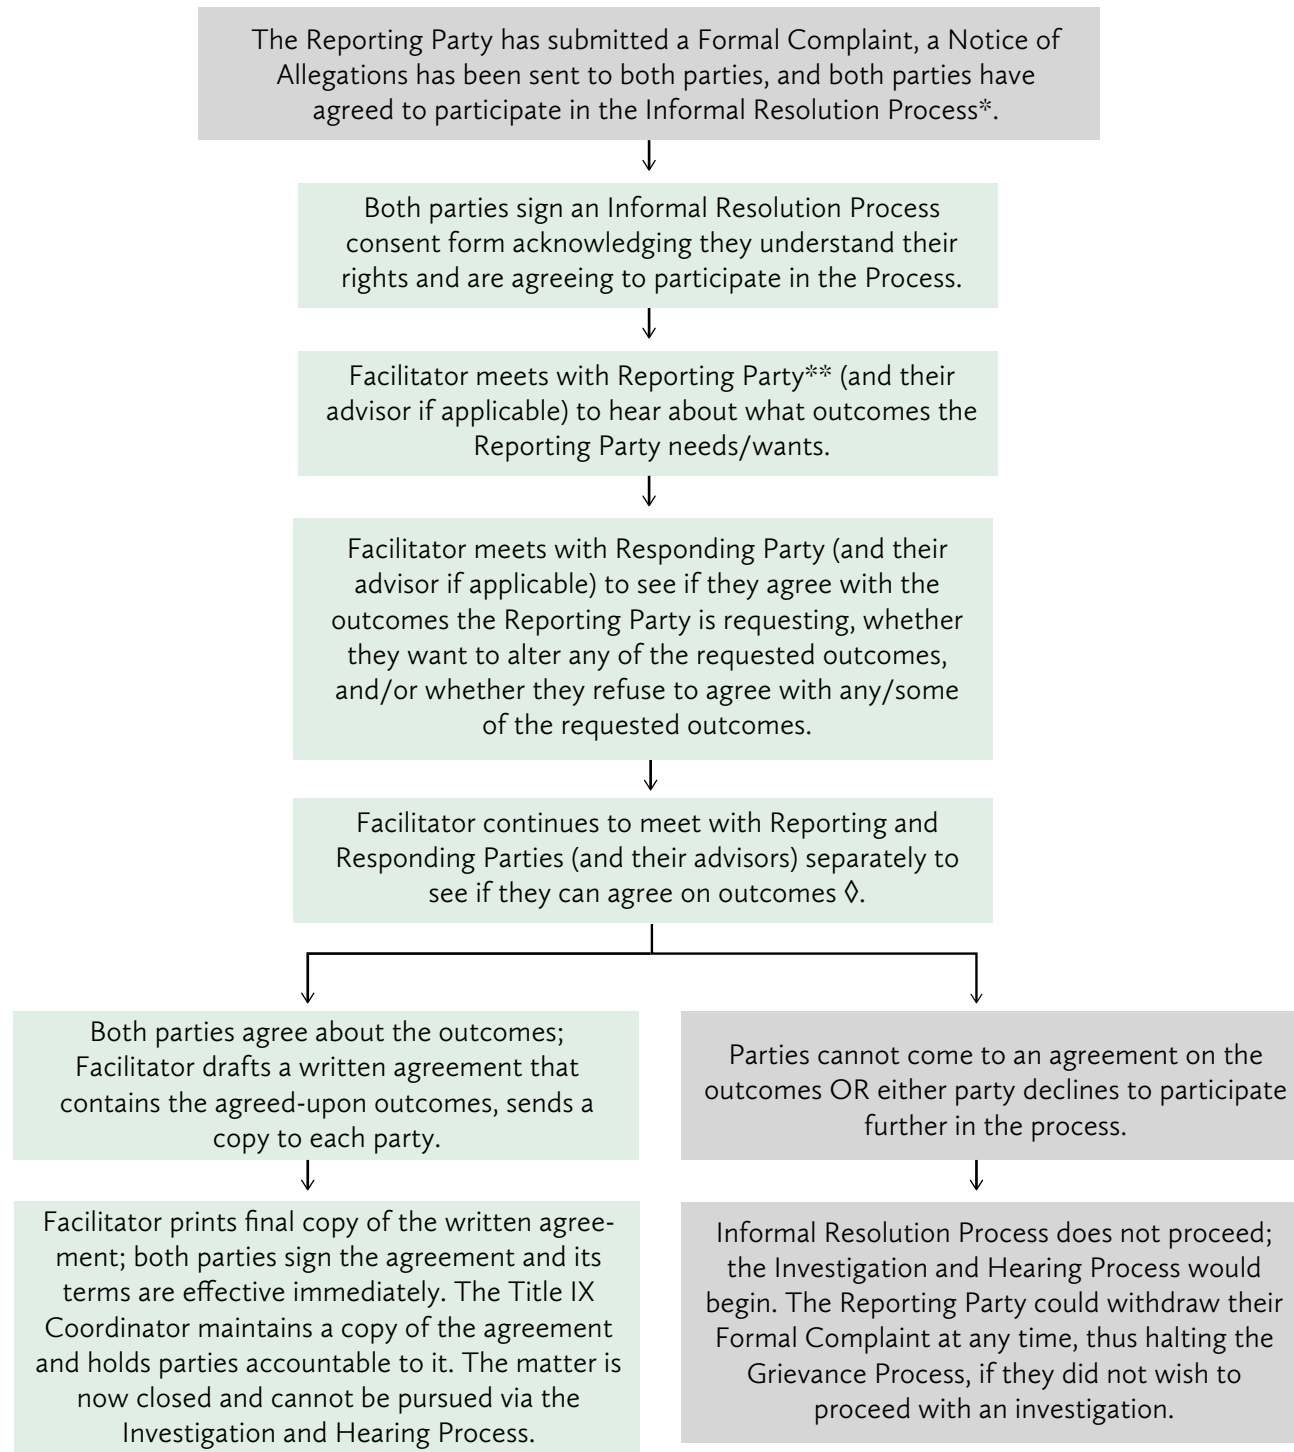 The Reporting Party has submitted a Formal Complaint, a Notice of
Allegations has been sent to both parties, and both parties have
agreed to participate in the Informal Resolution Process*.
Both parties sign an Informal Resolution Process
consent form acknowledging they understand their
rights and are agreeing to participate in the Process.
Facilitator meets with Reporting Party** (and their
advisor if applicable) to hear about what outcomes the
Reporting Party needs/wants.
Facilitator meets with Responding Party (and their
advisor if applicable) to see if they agree with the
outcomes the Reporting Party is requesting, whether
they want to alter any of the requested outcomes,
and/or whether they refuse to agree with any/some
of the requested outcomes.
Facilitator continues to meet with Reporting and
Responding Parties (and their advisors) separately to
see if they can agree on outcomes ◊.
Both parties agree about the outcomes;
Facilitator drafts a written agreement that
contains the agreed-upon outcomes, sends a
copy to each party.
Facilitator prints final copy of the written agree-
ment; both parties sign the agreement and its
terms are effective immediately. The Title IX
Coordinator maintains a copy of the agreement
and holds parties accountable to it. The matter is
now closed and cannot be pursued via the
Investigation and Hearing Process.
Parties cannot come to an agreement on the
outcomes OR either party declines to participate
further in the process.
Informal Resolution Process does not proceed;
the Investigation and Hearing Process would
begin. The Reporting Party could withdraw their
Formal Complaint at any time, thus halting the
Grievance Process, if they did not wish to
proceed with an investigation.